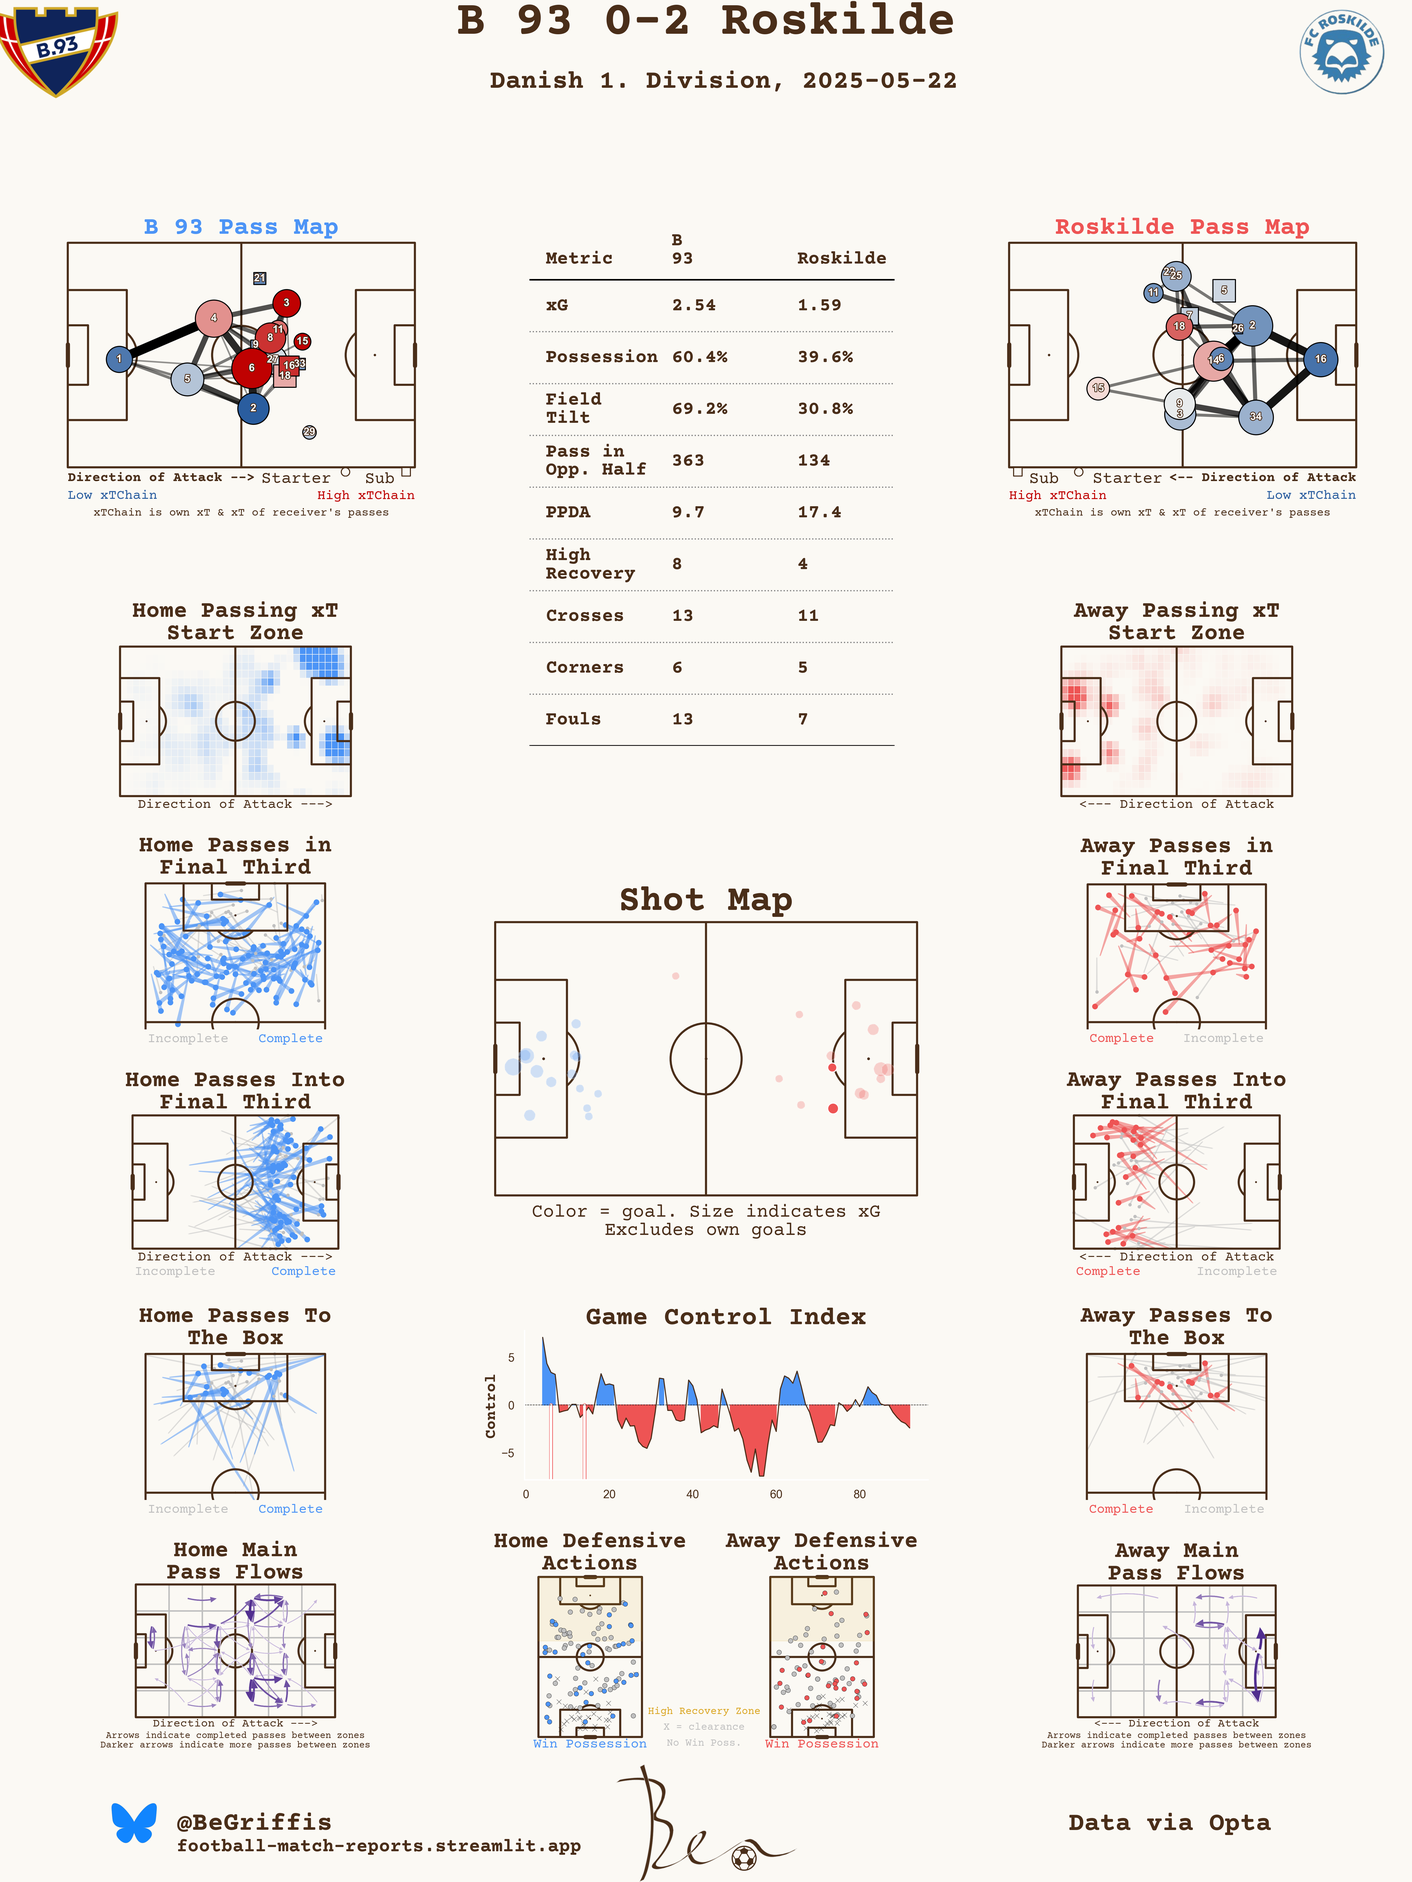 B 93 0-2 Roskilde
Danish 1. Division, 2025-05-22
B.93
FC ROSKILDE
B 93 Pass Map
21
3
4
11
8
9
15
1
27
6
16
33
18
5
2
29
Direction of Attack --> Starter Sub
Low xTChain High xTChain
xTChain is own xT & xT of receiver's passes
Metric B 93 Roskilde
xG 2.54 1.59
Possession 60.4% 39.6%
Field Tilt 69.2% 30.8%
Pass in Opp. Half 363 134
PPDA 9.7 17.4
High Recovery 8 4
Crosses 13 11
Corners 6 5
Fouls 13 7
Roskilde Pass Map
25
11
5
7
18
26
2
14
6
16
15
9
3
34
Sub Starter <-- Direction of Attack
High xTChain Low xTChain
xTChain is own xT & xT of receiver's passes
Home Passing xT
Start Zone
Direction of Attack --->
Away Passing xT
Start Zone
<--- Direction of Attack
Home Passes in
Final Third
Incomplete Complete
Away Passes in
Final Third
Complete Incomplete
Shot Map
Color = goal. Size indicates xG
Excludes own goals
Home Passes Into
Final Third
Direction of Attack --->
Incomplete Complete
Away Passes Into
Final Third
<--- Direction of Attack
Complete Incomplete
Home Passes To
The Box
Incomplete Complete
Game Control Index
Control
5
0
−5
0 20 40 60 80
Away Passes To
The Box
Complete Incomplete
Home Main
Pass Flows
Direction of Attack --->
Arrows indicate completed passes between zones
Darker arrows indicate more passes between zones
Home Defensive
Actions
Win Possession
High Recovery Zone
X = clearance
No Win Poss.
Away Defensive
Actions
Win Possession
Away Main
Pass Flows
<--- Direction of Attack
Arrows indicate completed passes between zones
Darker arrows indicate more passes between zones
@BeGriffis
football-match-reports.streamlit.app
Ben
Data via Opta